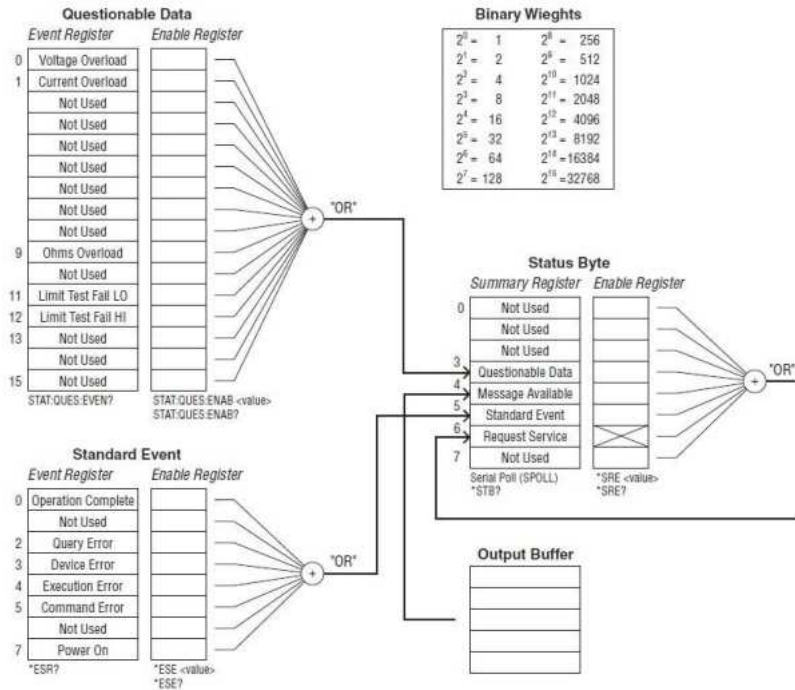 Questionable Data
Event Register Enable Register
0 Voltage Overload
1 Current Overload
Not Used
Not Used
Not Used
Not Used
Not Used
Not Used
Not Used
9 Ohms Overload
Not Used
11 Limit Test Fail LO
12 Limit Test Fail HI
13 Not Used
Not Used
15 Not Used
STAT:QUES:EVEN? STAT:QUES:ENAB <value>
STAT:QUES:ENAB?
"OR"
Binary Wieghts
2⁰ = 1 2⁸ = 256
2¹ = 2 2⁹ = 512
2³ = 4 2¹⁰ = 1024
2³ = 8 2¹¹ = 2048
2⁴ = 16 2¹² = 4096
2⁵ = 32 2¹³ = 8192
2⁶ = 64 2¹⁴ = 16384
2⁷ = 128 2¹⁵ = 32768
Status Byte
Summary Register Enable Register
0 Not Used
Not Used
Not Used
3 Questionable Data
4 Message Available
5 Standard Event
6 Request Service
7 Not Used
Serial Poll (SPOLL) *SRE <value>
*STB? *SRE?
"OR"
Standard Event
Event Register Enable Register
0 Operation Complete
Not Used
2 Query Error
3 Device Error
4 Execution Error
5 Command Error
Not Used
7 Power On
*ESR? *ESE <value>
*ESE?
"OR"
Output Buffer